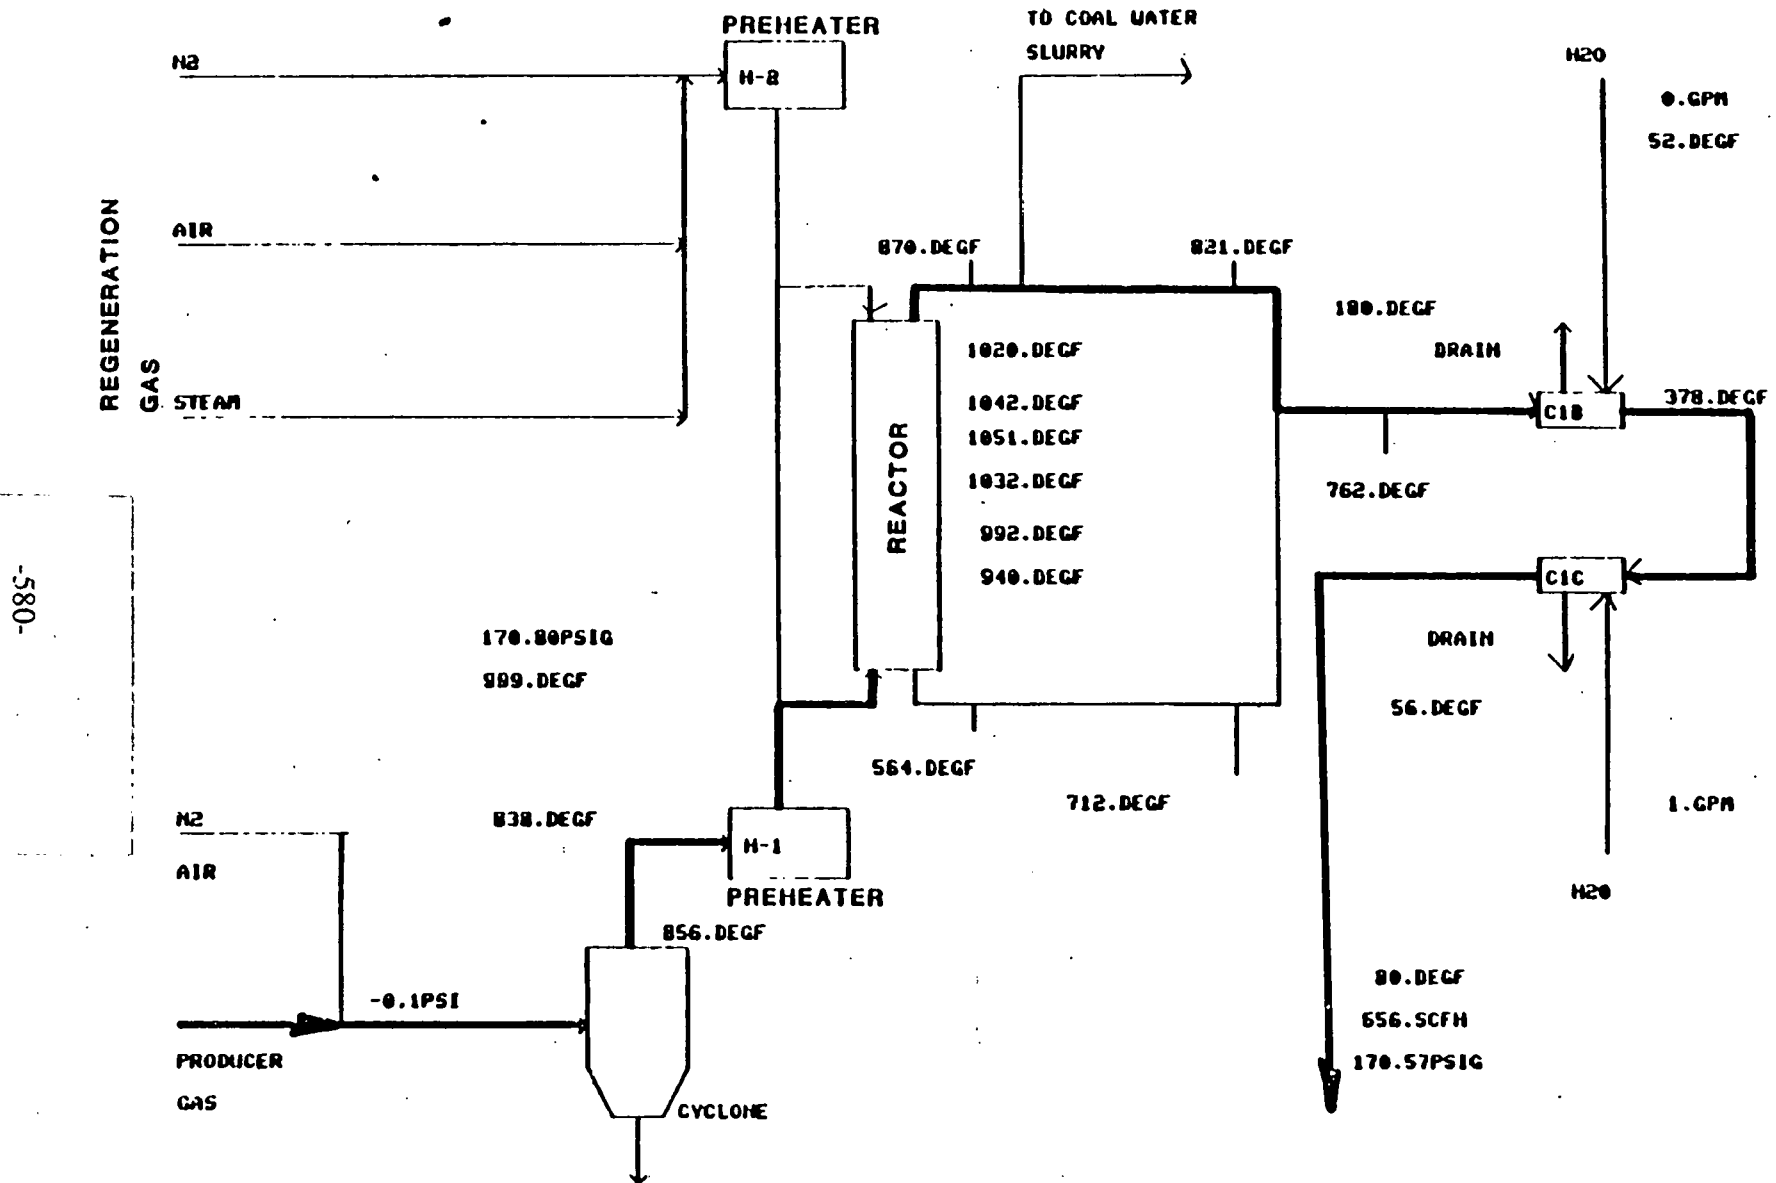 PREHEATER
H-2
TO COAL WATER
SLURRY
N2
H2O
0.GPM
52.DEGF
REGENERATION
GAS
AIR
STEAM
870.DEGF
821.DEGF
180.DEGF
DRAIN
C1B
378.DEGF
762.DEGF
REACTOR
1020.DEGF
1042.DEGF
1051.DEGF
1032.DEGF
992.DEGF
940.DEGF
C1C
DRAIN
56.DEGF
1.GPM
H2O
-580-
170.80PSIG
564.DEGF
712.DEGF
N2
AIR
838.DEGF
H-1
PREHEATER
856.DEGF
-0.1PSI
PRODUCER
GAS
CYCLONE
80.DEGF
656.SCFH
170.57PSIG